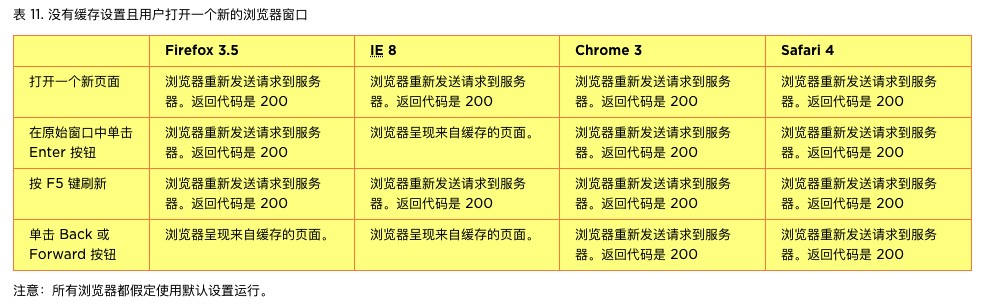 表 11. 没有缓存设置且用户打开一个新的浏览器窗口
Firefox 3.5 IE 8 Chrome 3 Safari 4
打开一个新页面 浏览器重新发送请求到服务 浏览器重新发送请求到服务 浏览器重新发送请求到服务 浏览器重新发送请求到服务
器。返回代码是 200 器。返回代码是 200 器。返回代码是 200 器。返回代码是 200
在原始窗口中单击 浏览器重新发送请求到服务 浏览器呈现来自缓存的页面。 浏览器重新发送请求到服务 浏览器重新发送请求到服务
Enter 按钮 器。返回代码是 200 器。返回代码是 200 器。返回代码是 200
按 F5 键刷新 浏览器重新发送请求到服务 浏览器重新发送请求到服务 浏览器重新发送请求到服务 浏览器重新发送请求到服务
器。返回代码是 200 器。返回代码是 200 器。返回代码是 200 器。返回代码是 200
单击 Back 或 浏览器呈现来自缓存的页面。 浏览器呈现来自缓存的页面。 浏览器重新发送请求到服务 浏览器重新发送请求到服务
Forward 按钮 器。返回代码是 200 器。返回代码是 200
注意：所有浏览器都假定使用默认设置运行。